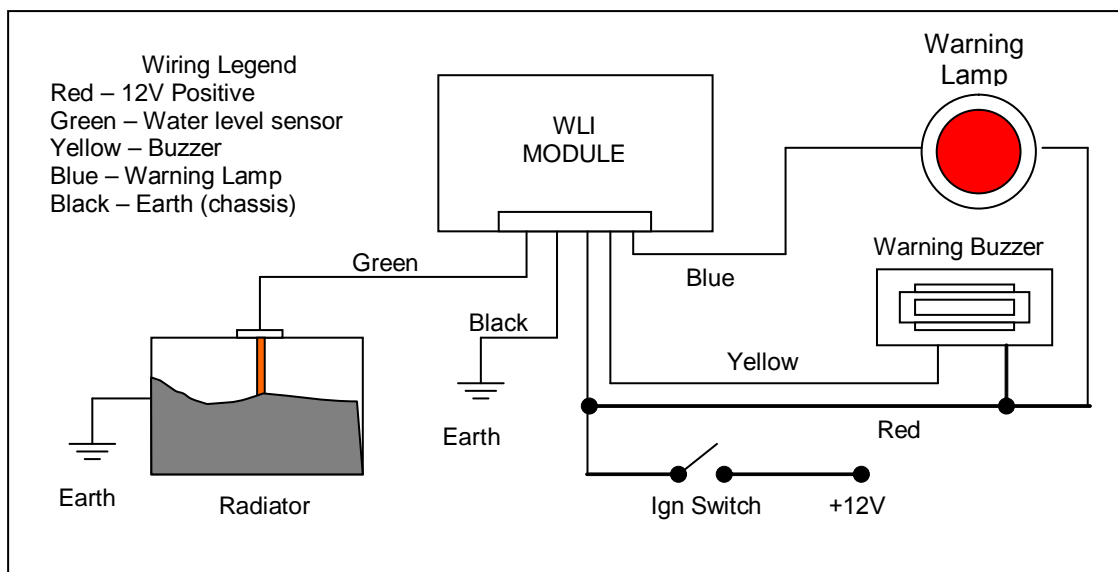 Wiring Legend
Red – 12V Positive
Green – Water level sensor
Yellow – Buzzer
Blue – Warning Lamp
Black – Earth (chassis)
WLI
MODULE
Warning
Lamp
Green
Blue
Warning Buzzer
Black
Yellow
Earth
Red
Earth
Radiator
Ign Switch
+12V